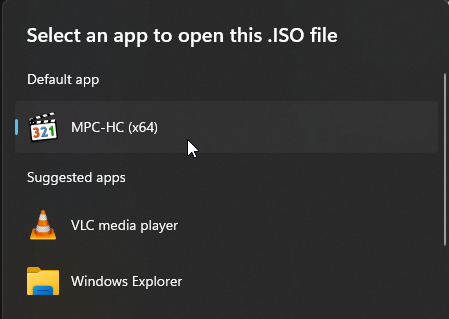 Select an app to open this .ISO file
Default app
321
MPC-HC (x64)
Suggested apps
VLC media player
Windows Explorer